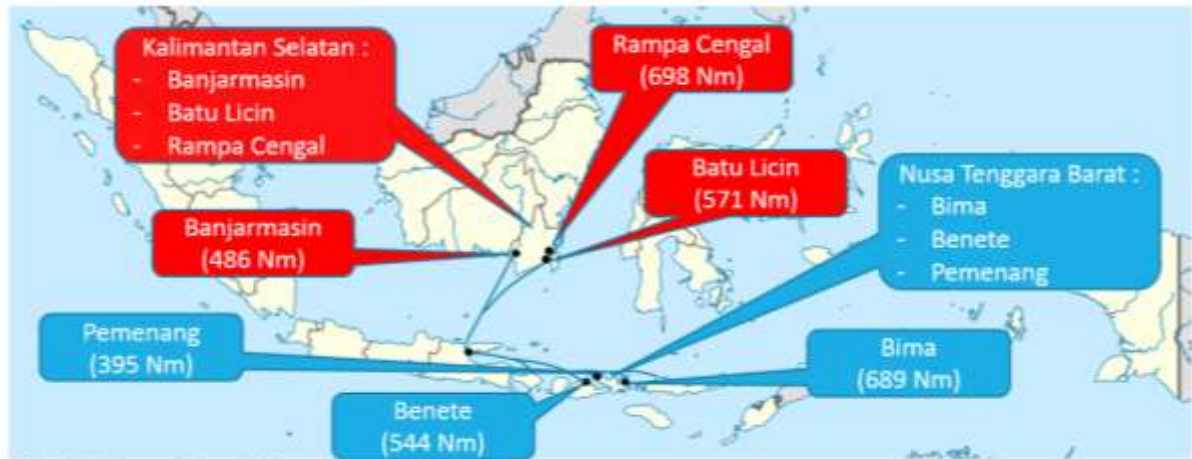 Kalimantan Selatan :
- Banjarmasin
- Batu Licin
- Rampa Cengal
Rampa Cengal
(698 Nm)
Batu Licin
(571 Nm)
Nusa Tenggara Barat :
- Bima
- Benete
- Pemenang
Banjarmasin
(486 Nm)
Pemenang
(395 Nm)
Bima
(689 Nm)
Benete
(544 Nm)